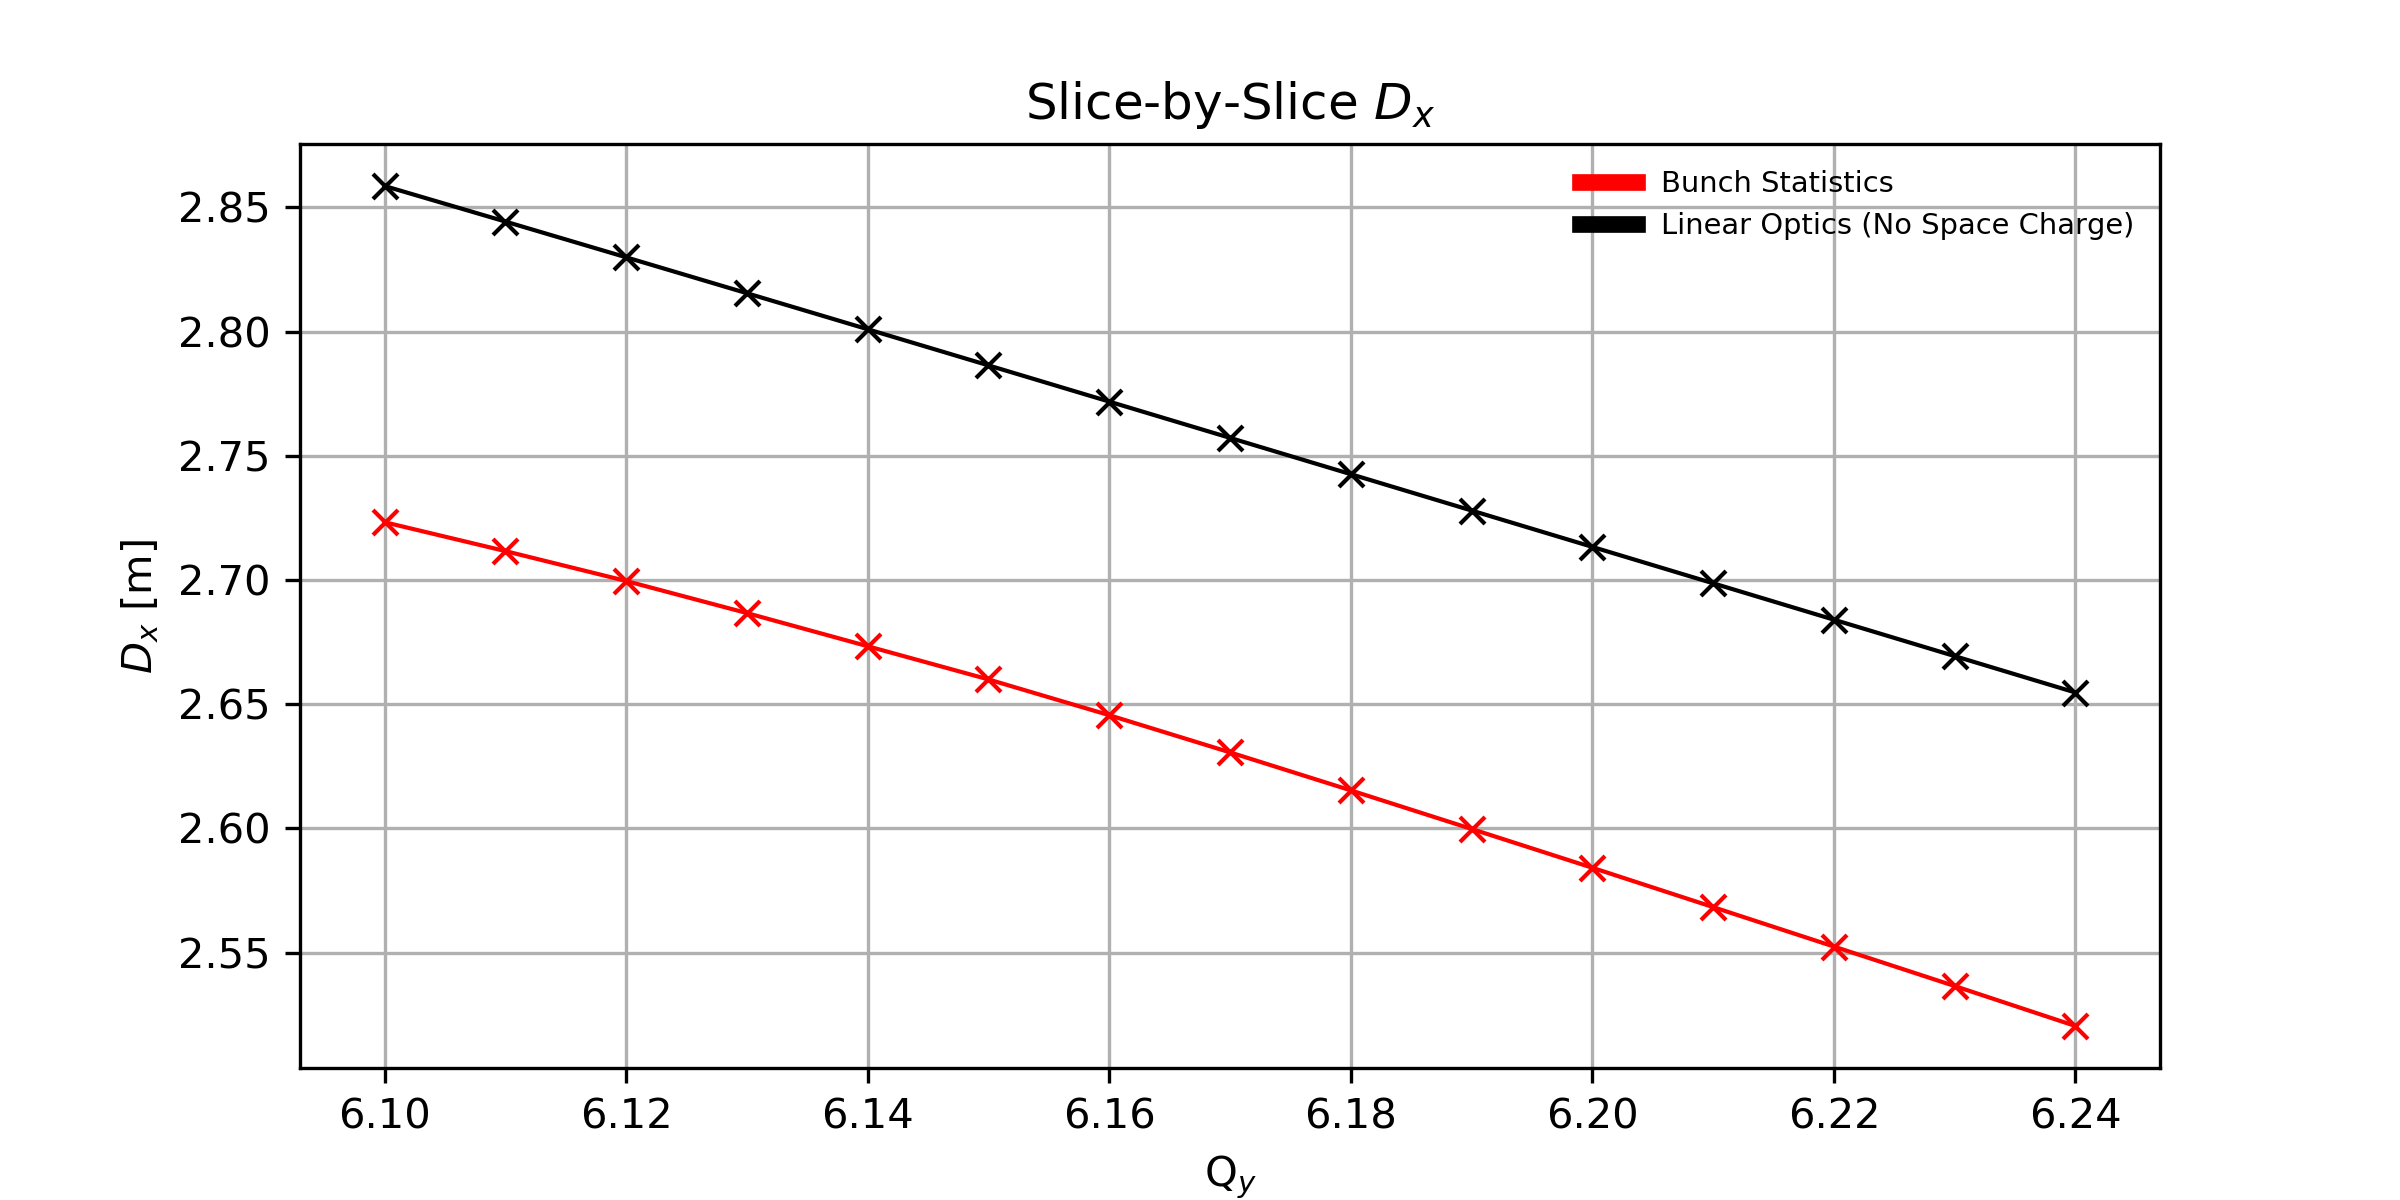 Slice-by-Slice Dₓ
Bunch Statistics
Linear Optics (No Space Charge)
Dₓ [m]
2.85
2.80
2.75
2.70
2.65
2.60
2.55
6.10 6.12 6.14 6.16 6.18 6.20 6.22 6.24
Q_y